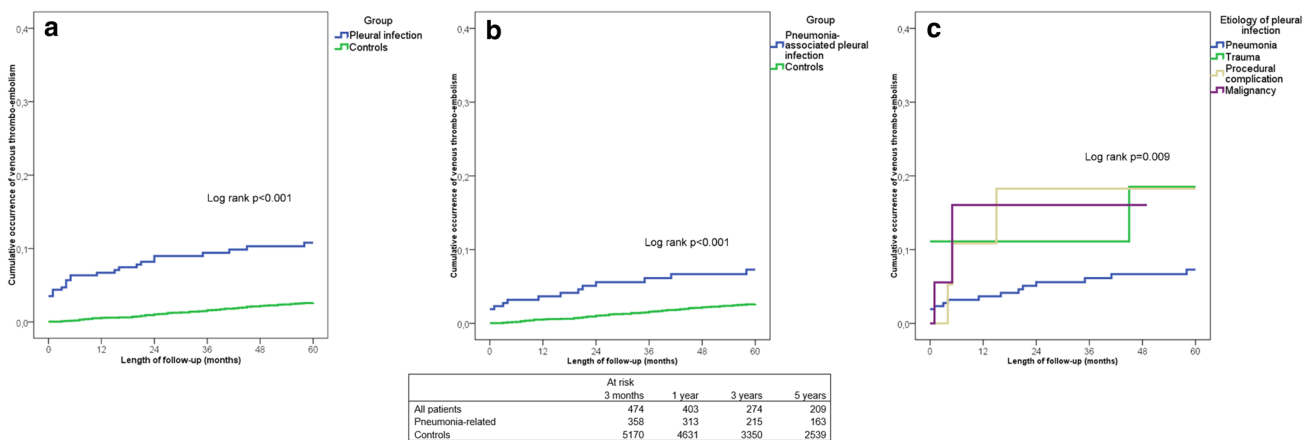 a
Group
Pleural infection
Controls
Cumulative occurrence of venous thrombo-embolism
0,4
0,3
0,2
0,1
0,0
Log rank p<0.001
0 12 24 36 48 60
Length of follow-up (months)
b
Group
Pneumonia-
associated pleural
infection
Controls
Cumulative occurrence of venous thrombo-embolism
0,4
0,3
0,2
0,1
0,0
Log rank p<0.001
0 12 24 36 48 60
Length of follow-up (months)
c
Etiology of pleural
infection
Pneumonia
Trauma
Procedural
complication
Malignancy
Cumulative occurrence of venous thrombo-embolism
0,4
0,3
0,2
0,1
0,0
Log rank p=0.009
0 12 24 36 48 60
Length of follow-up (months)
At risk
3 months 1 year 3 years 5 years
All patients 474 403 274 209
Pneumonia-related 358 313 215 163
Controls 5170 4631 3350 2539